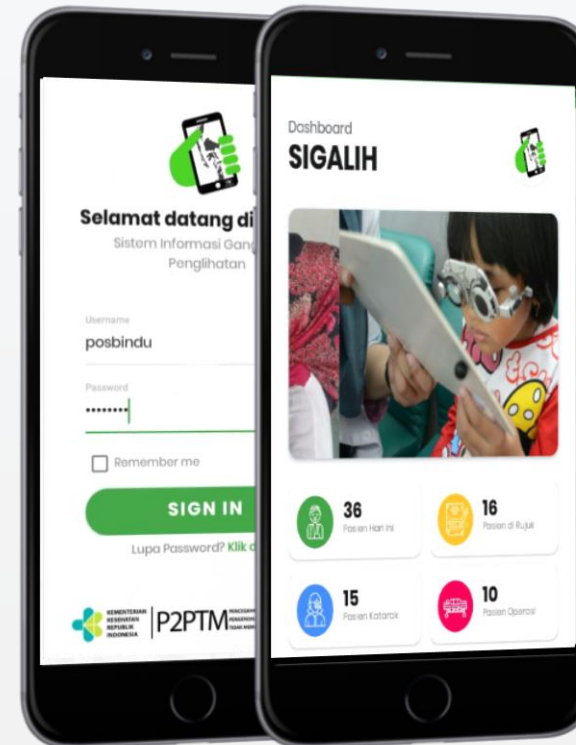 Selamat datang di
Sistem Informasi
Penglihatan
Username
posbindu
Password
Remember me
SIGN IN
Lupa Password? Klik
KEMENTERIAN
KESEHATAN
REPUBLIK
INDONESIA
P2PTM
Dashboard
SIGALIH
36
Pasien Hari Ini
16
Pasien di Rujuk
15
Pasien Katarak
10
Pasien Operasi